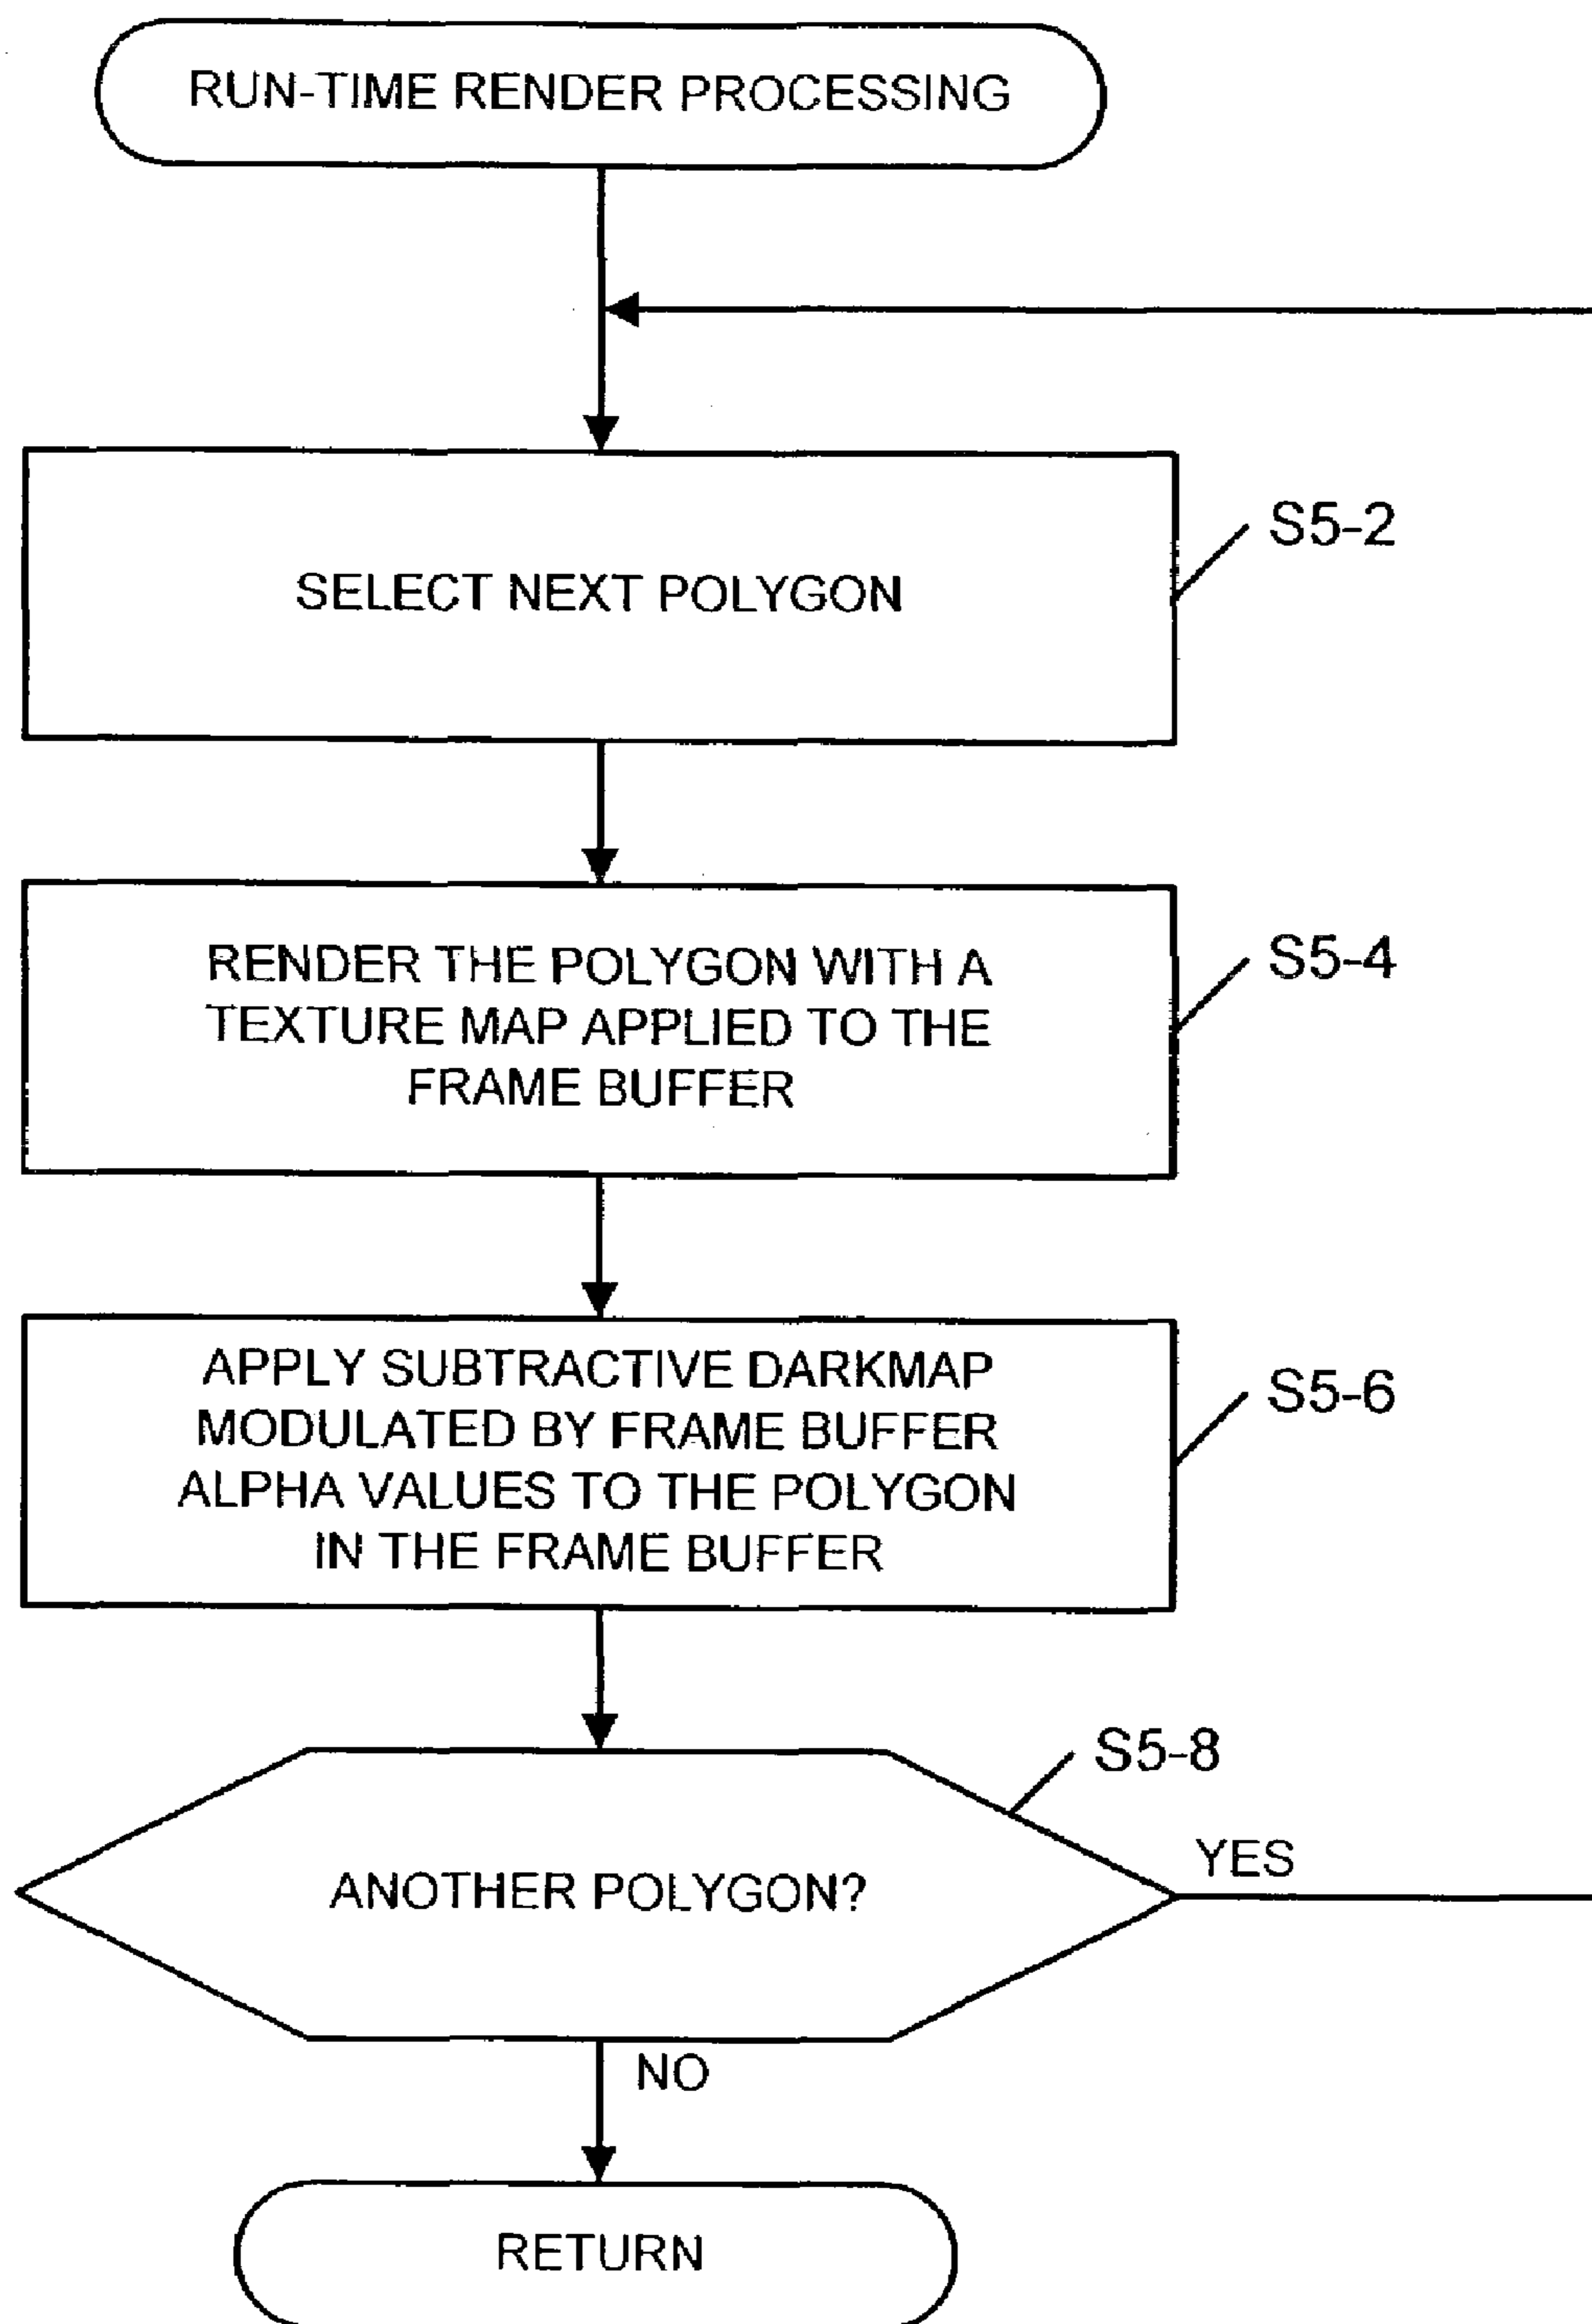 RUN-TIME RENDER PROCESSING
SELECT NEXT POLYGON
S5-2
RENDER THE POLYGON WITH A
TEXTURE MAP APPLIED TO THE
FRAME BUFFER
S5-4
APPLY SUBTRACTIVE DARKMAP
MODULATED BY FRAME BUFFER
ALPHA VALUES TO THE POLYGON
IN THE FRAME BUFFER
S5-6
S5-8
ANOTHER POLYGON?
YES
NO
RETURN